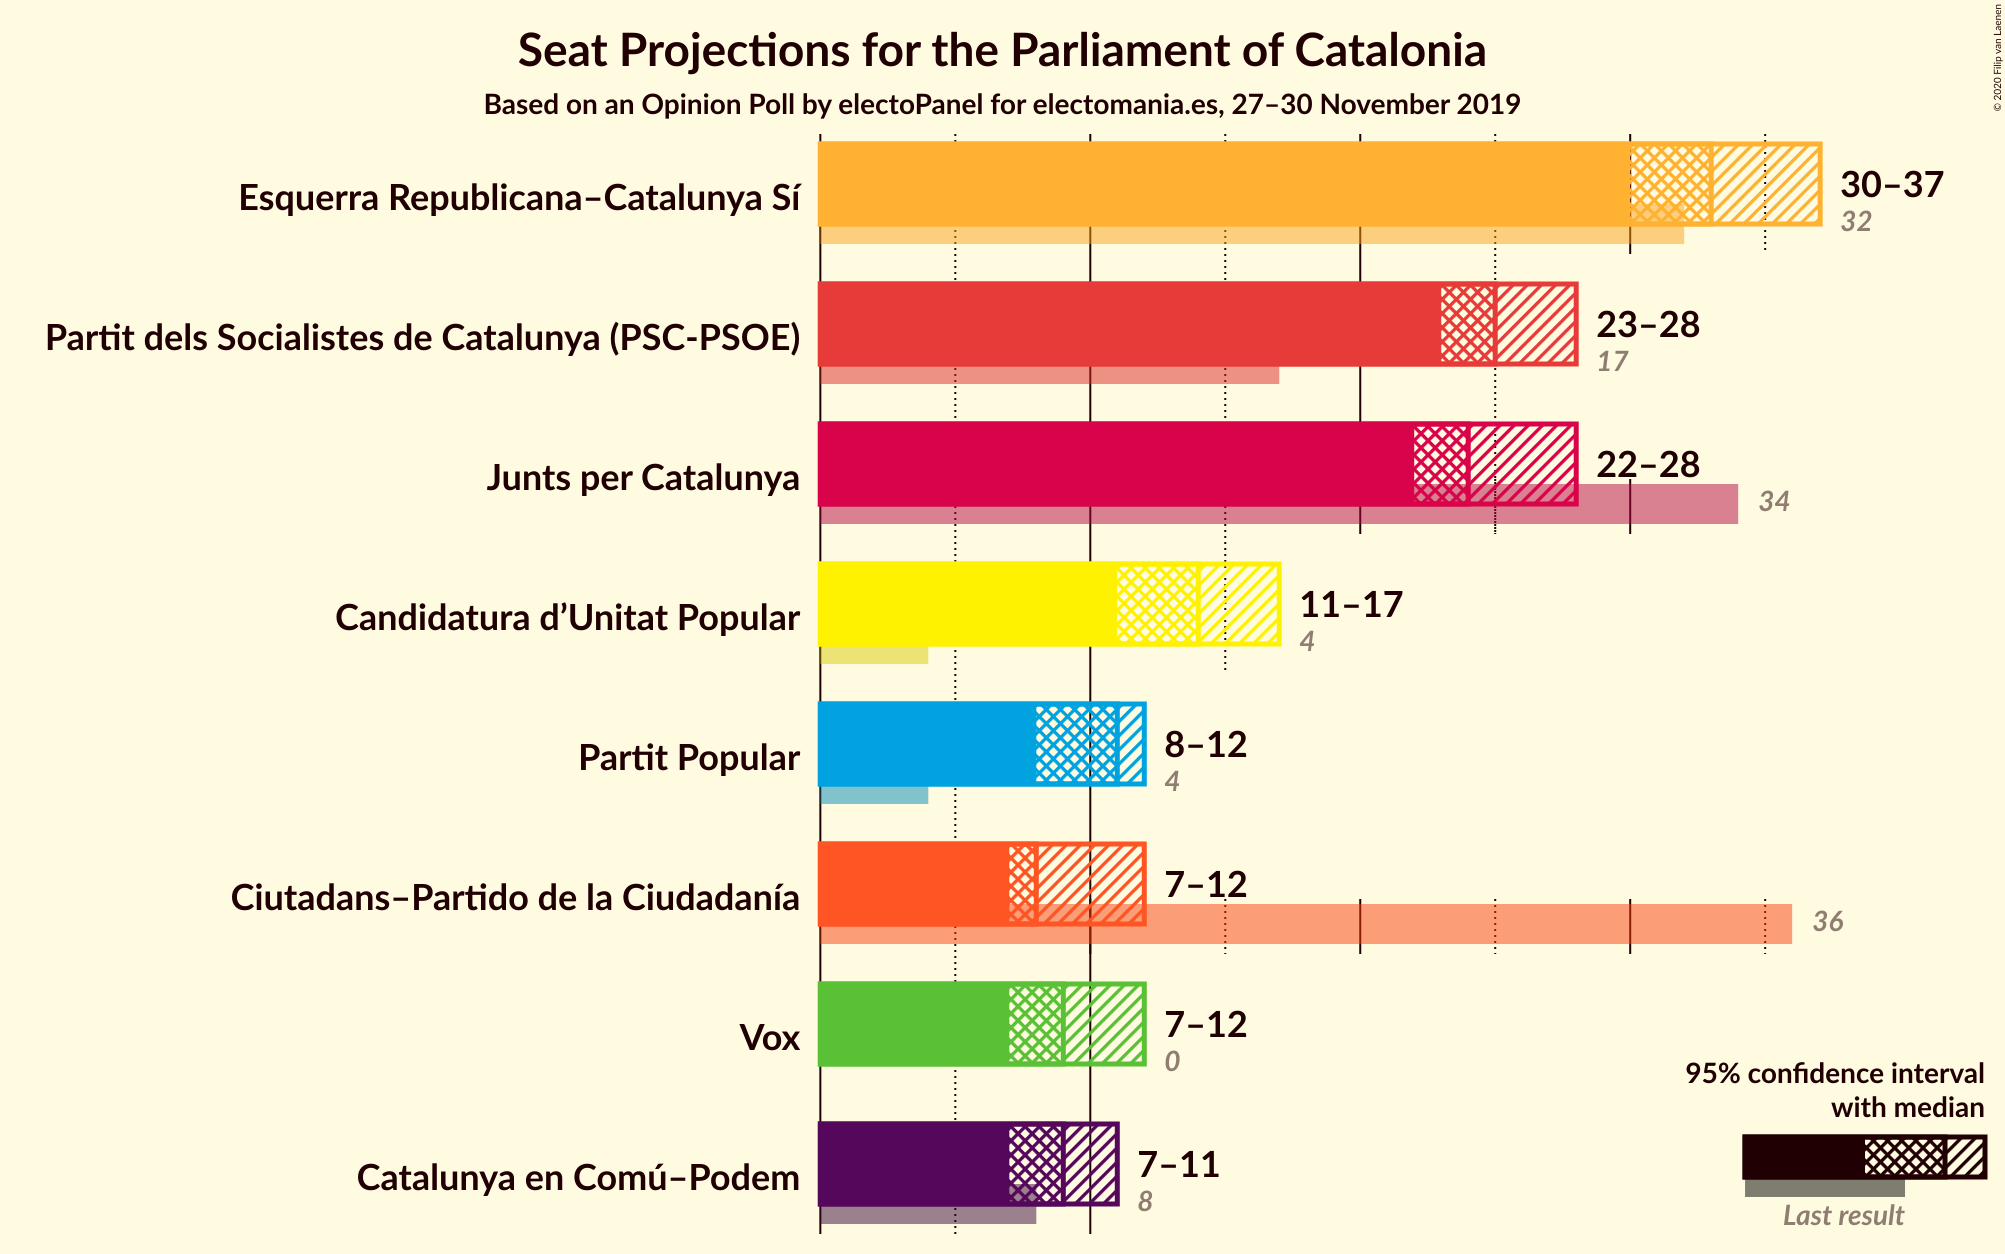 Seat Projections for the Parliament of Catalonia
Based on an Opinion Poll by electoPanel for electomania.es, 27–30 November 2019
© 2020 Filip van Laenen
Esquerra Republicana–Catalunya Sí
30–37
32
Partit dels Socialistes de Catalunya (PSC-PSOE)
23–28
17
Junts per Catalunya
22–28
34
Candidatura d’Unitat Popular
11–17
4
Partit Popular
8–12
4
Ciutadans–Partido de la Ciudadanía
7–12
36
Vox
7–12
0
Catalunya en Comú–Podem
7–11
8
95% confidence interval
with median
Last result